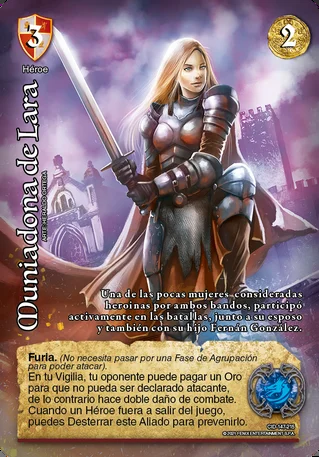 3
2
Héroe
Muniadona de Lara
Una de las pocas mujeres consideradas
heroínas por ambos bandos, participó
activamente en las batallas, junto a su esposo
y también con su hijo Fernán González.
Furia. (No necesita pasar por una Fase de Agrupación
para poder atacar).
En tu Vigilia, tu oponente puede pagar un Oro
para que no pueda ser declarado atacante,
de lo contrario hace doble daño de combate.
Cuando un Héroe fuera a salir del juego,
puedes Desterrar este Aliado para prevenirlo.